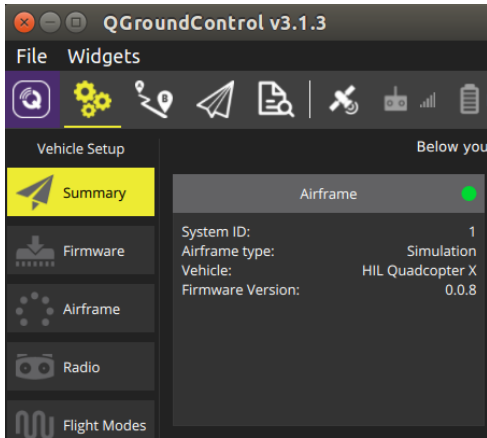 QGroundControl v3.1.3
File Widgets
B
Vehicle Setup
Below you
Summary
Airframe
System ID: 1
Airframe type: Simulation
Vehicle: HIL Quadcopter X
Firmware Version: 0.0.8
Firmware
Airframe
Radio
Flight Modes